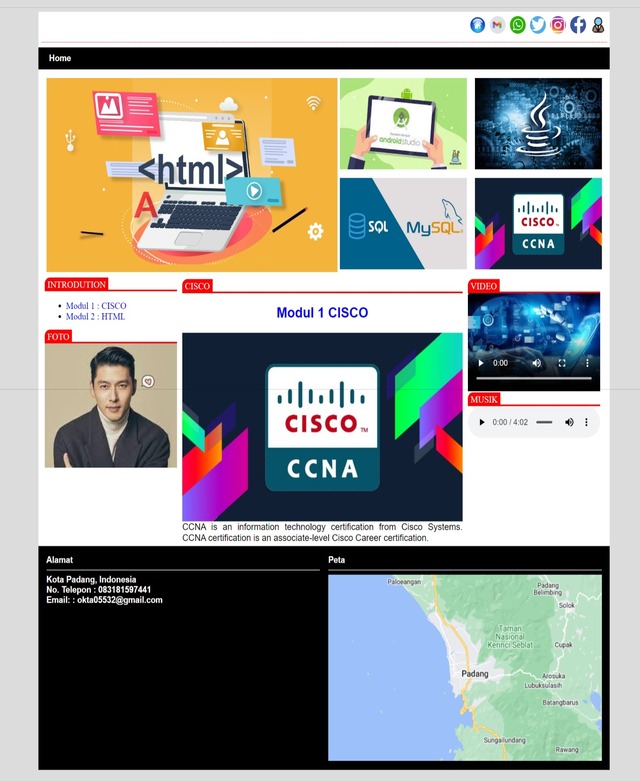 Home
<html>
A
androidstudio
SQL
MySQL
CISCO
CCNA
INTRODUTION
Modul 1 : CISCO
Modul 2 : HTML
FOTO
CISCO
Modul 1 CISCO
CISCO
TM
CCNA
CCNA is an information technology certification from Cisco Systems.
CCNA certification is an associate-level Cisco Career certification.
VIDEO
0:00
MUSIK
0:00 / 4:02
Alamat
Kota Padang, Indonesia
No. Telepon : 083181597441
Email: : okta05532@gmail.com
Peta
Paloeangan
Padang
Belimbing
Solok
Taman
Nasional
Kerinci Seblat
Cupak
Padang
Arosuka
Lubuksulasih
Batangbarus
Sungailundang
Rawang